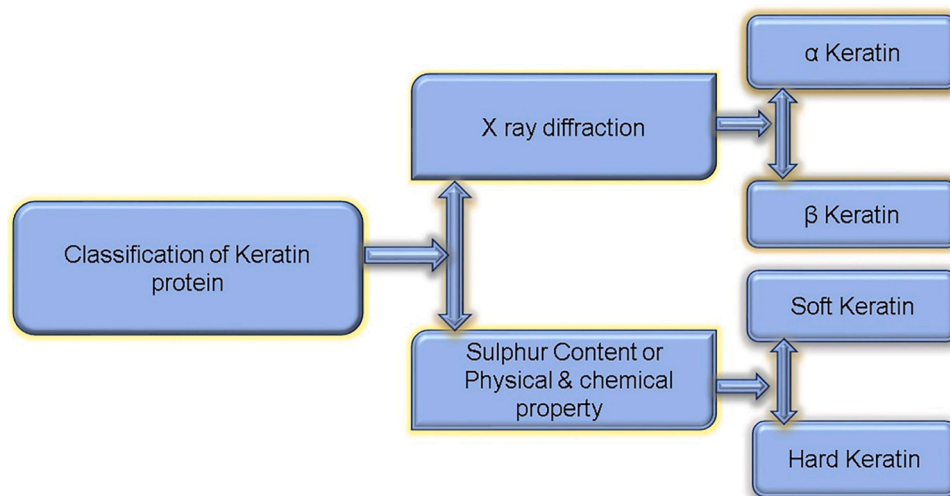 Classification of Keratin
protein
X ray diffraction
α Keratin
β Keratin
Sulphur Content or
Physical & chemical
property
Soft Keratin
Hard Keratin